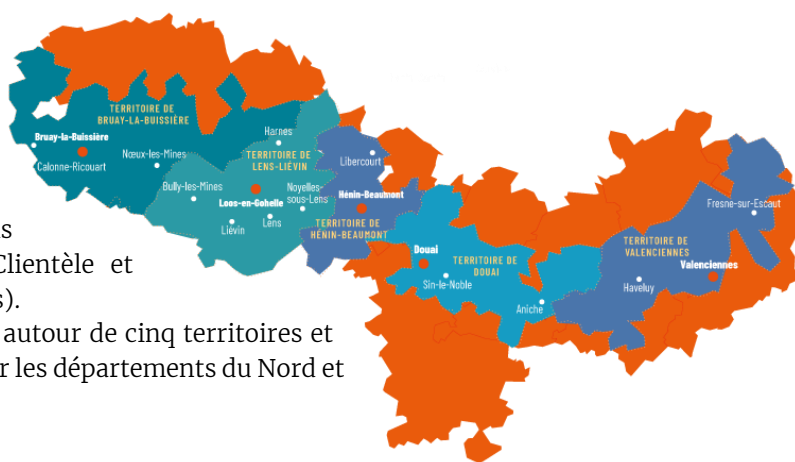 TERRITOIRE DE
BRUAY-LA-BUISSIÈRE
Bruay-la-Buissière
Calonne-Ricouart
Nœux-les-Mines
Harnes
TERRITOIRE DE
LENS-LIÉVIN
Bully-les-Mines
Loos-en-Gohelle
Noyelles-
sous-Lens
Liévin
Lens
Libercourt
Hénin-Beaumont
TERRITOIRE DE
HÉNIN-BEAUMONT
Douai
TERRITOIRE DE
DOUAI
Sin-le-Noble
Aniche
TERRITOIRE DE
VALENCIENNES
Fresne-sur-Escaut
Valenciennes
Haveluy
s
Clientèle et
s).
autour de cinq territoires et
r les départements du Nord et